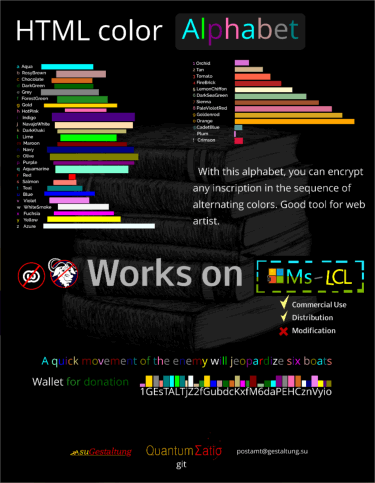 HTML color Alphabet
a Aqua
b RosyBrown
c Chocolate
d DarkGreen
e Grey
f ForestGreen
g Gold
h HotPink
i Indigo
j NavajoWhite
k DarkKhaki
l Lime
m Maroon
n Navy
o Olive
p Purple
q Aquamarine
r Red
s Salmon
t Teal
u Blue
v Violet
w WhiteSmoke
x Fuchsia
y Yellow
z Azure
1 Orchid
2 Tan
3 Tomato
4 FireBrick
5 LemonChiffon
6 DarkSeaGreen
7 Sienna
8 PaleVioletRed
9 Goldenrod
0 Orange
CadetBlue
Plum
Crimson
With this alphabet, you can encrypt
any inscription in the sequence of
alternating colors. Good tool for web
artist.
Works on Ms-LCL
Commercial Use
Distribution
Modification
A quick movement of the enemy will jeopardize six boats
Wallet for donation
1GEsTALTjZ2fGubdcKxfM6daPEHCznVyio
AsuGestaltung QuantumΣatio postamt@gestaltung.su
git